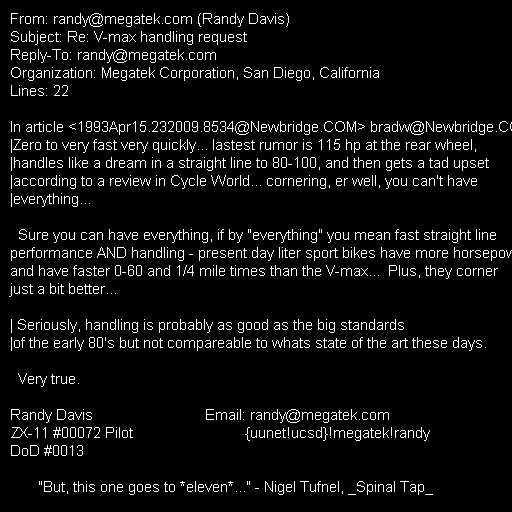 From: randy@megatek.com (Randy Davis)
Subject: Re: V-max handling request
Reply-To: randy@megatek.com
Organization: Megatek Corporation, San Diego, California
Lines: 22
In article <1993Apr15.232009.8534@Newbridge.COM> bradw@Newbridge.CO
|Zero to very fast very quickly... lastest rumor is 115 hp at the rear wheel,
|handles like a dream in a straight line to 80-100, and then gets a tad upset
|according to a review in Cycle World... cornering, er well, you can't have
|everything...
Sure you can have everything, if by "everything" you mean fast straight line
performance AND handling - present day liter sport bikes have more horsepow
and have faster 0-60 and 1/4 mile times than the V-max... Plus, they corner
just a bit better...
| Seriously, handling is probably as good as the big standards
|of the early 80's but not compareable to whats state of the art these days.
Very true.
Randy Davis Email: randy@megatek.com
ZX-11 #00072 Pilot {uunet!ucsd}!megatek!randy
DoD #0013
"But, this one goes to *eleven*..." - Nigel Tufnel, _Spinal Tap_